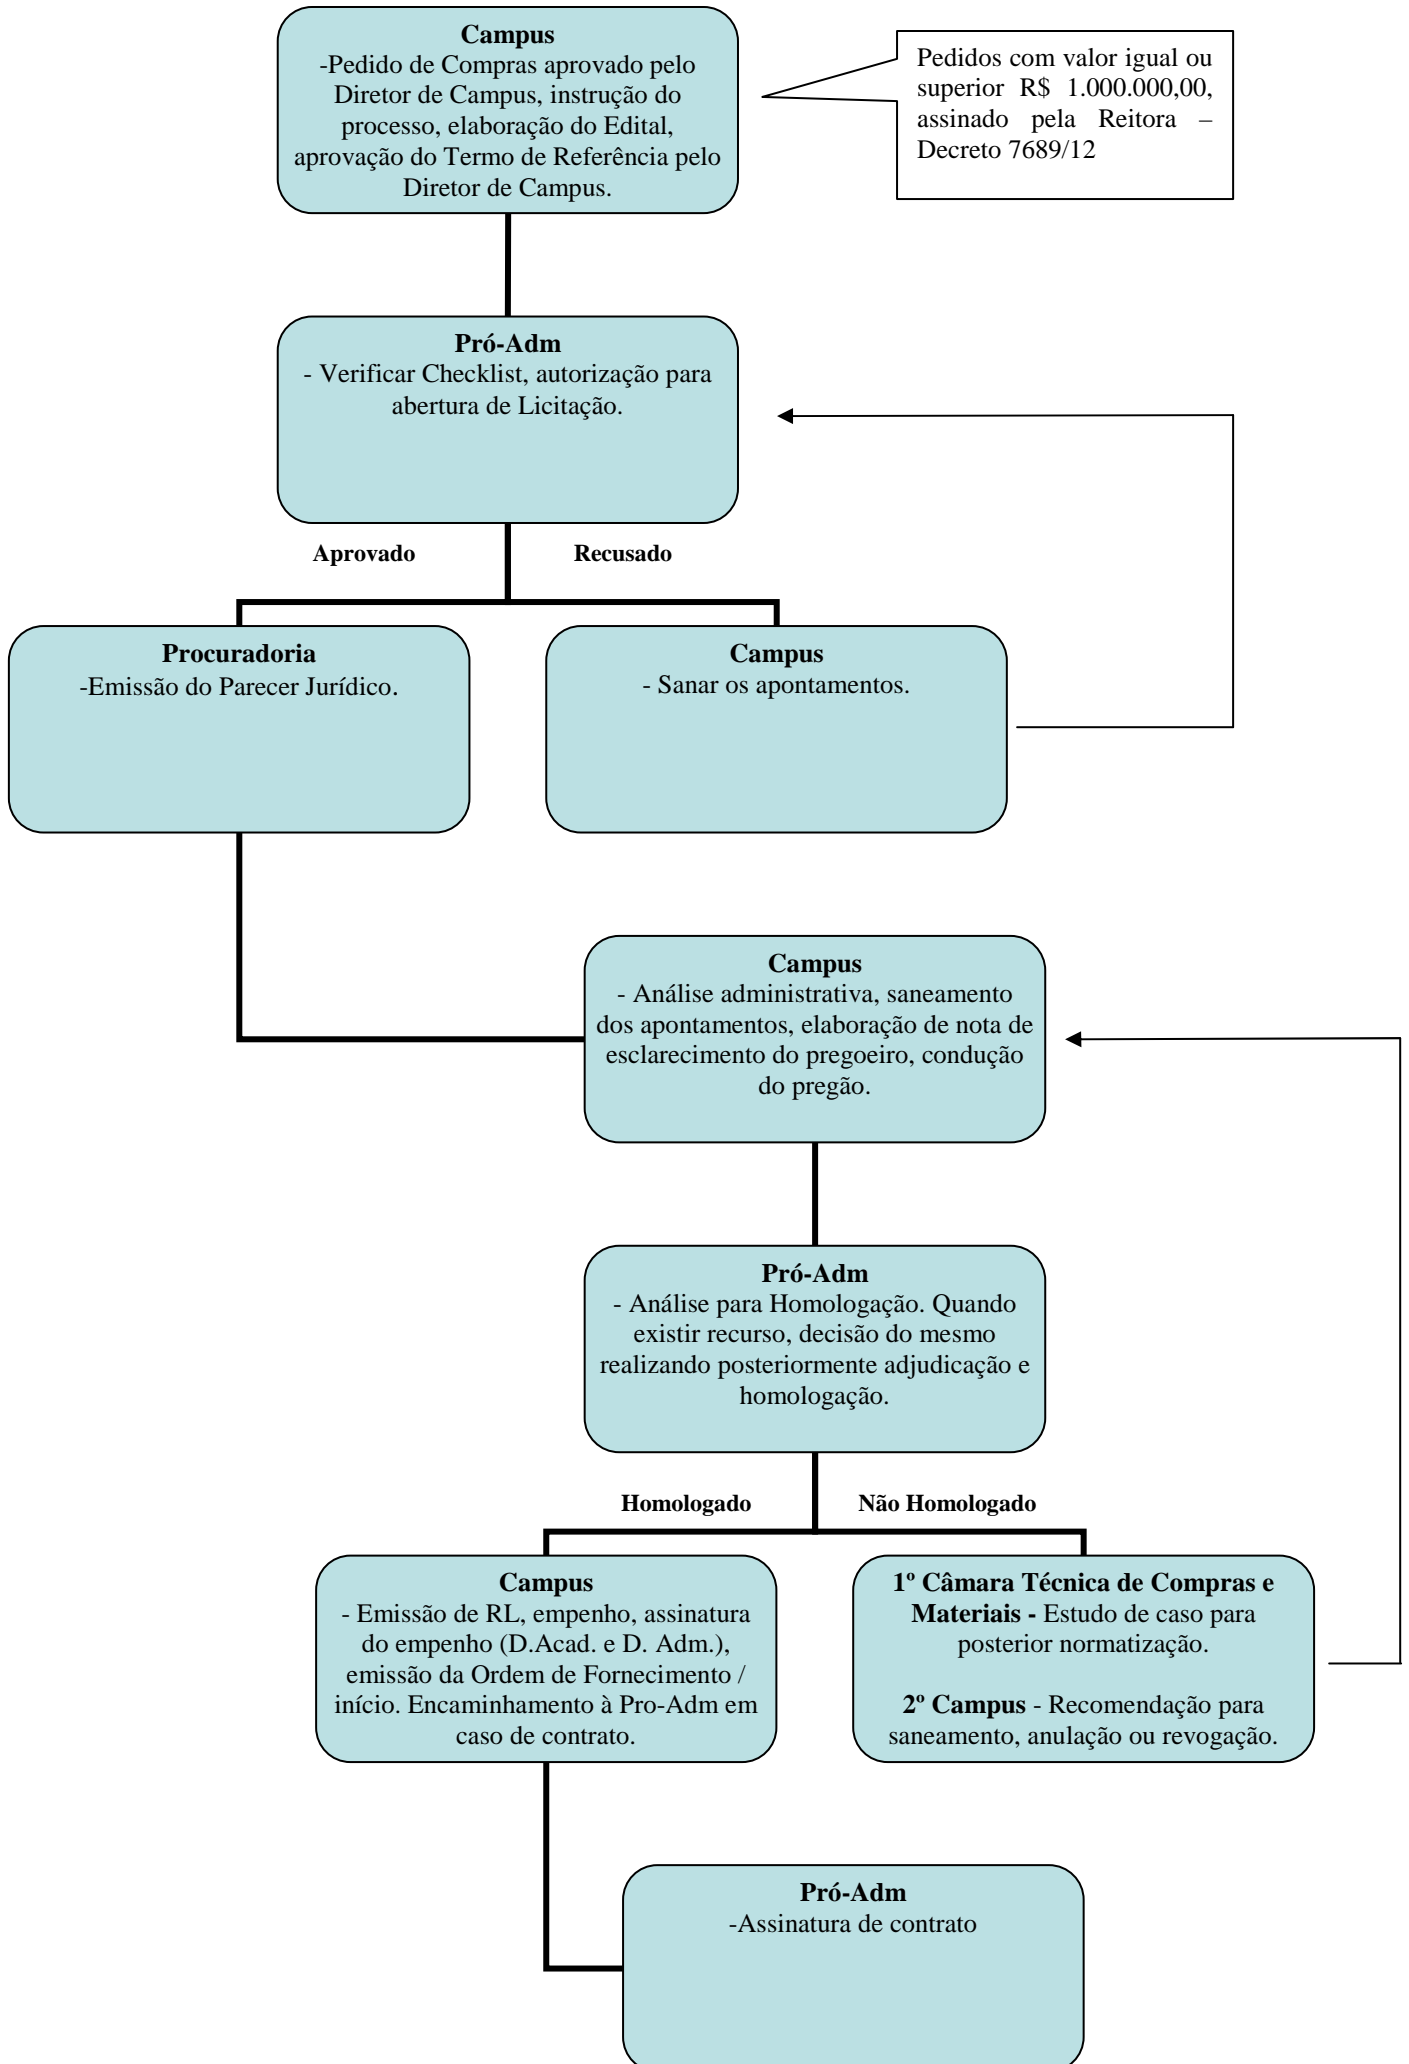 Campus
-Pedido de Compras aprovado pelo
Diretor de Campus, instrução do
processo, elaboração do Edital,
aprovação do Termo de Referência pelo
Diretor de Campus.
Pedidos com valor igual ou
superior R$ 1.000.000,00,
assinado pela Reitora –
Decreto 7689/12
Pró-Adm
- Verificar Checklist, autorização para
abertura de Licitação.
Aprovado
Recusado
Procuradoria
-Emissão do Parecer Jurídico.
Campus
- Sanar os apontamentos.
Campus
- Análise administrativa, saneamento
dos apontamentos, elaboração de nota de
esclarecimento do pregoeiro, condução
do pregão.
Pró-Adm
- Análise para Homologação. Quando
existir recurso, decisão do mesmo
realizando posteriormente adjudicação e
homologação.
Homologado
Não Homologado
Campus
- Emissão de RL, empenho, assinatura
do empenho (D.Acad. e D. Adm.),
emissão da Ordem de Fornecimento /
início. Encaminhamento à Pro-Adm em
caso de contrato.
1º Câmara Técnica de Compras e
Materiais - Estudo de caso para
posterior normatização.
2º Campus - Recomendação para
saneamento, anulação ou revogação.
Pró-Adm
-Assinatura de contrato